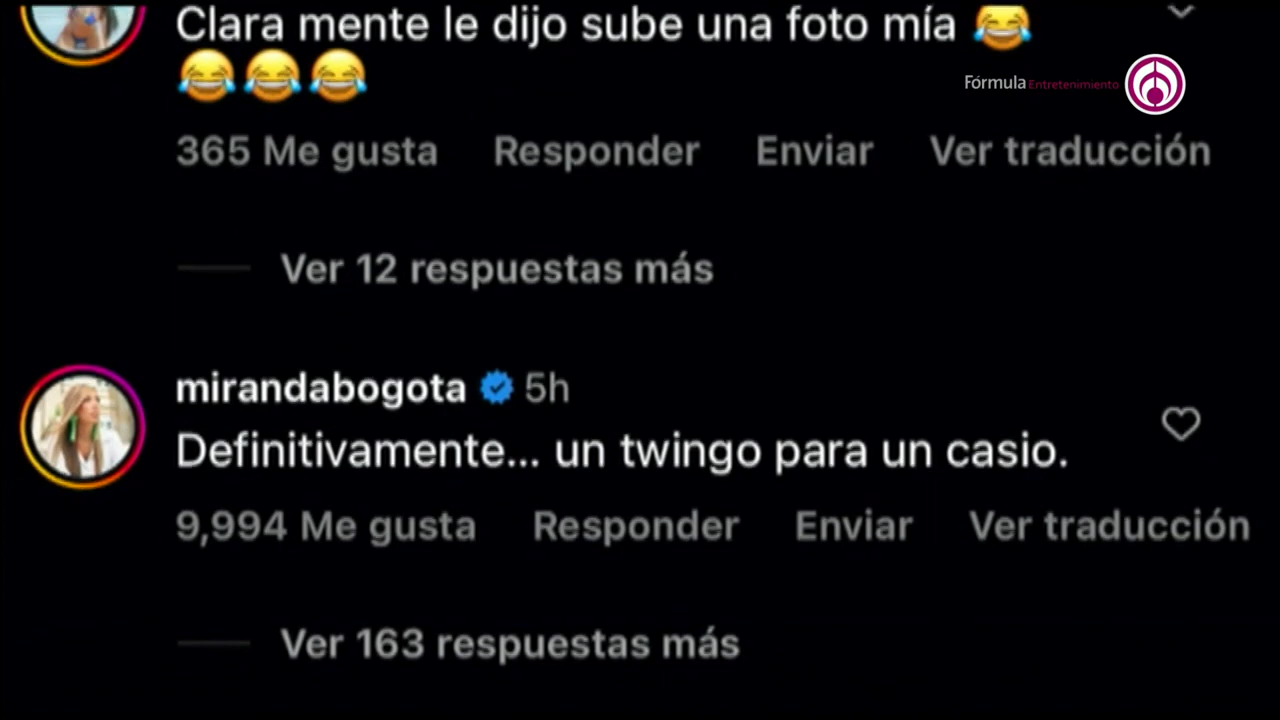 Clara mente le dijo sube una foto mía 😂
😂😂😂
Fórmula Entretenimiento
365 Me gusta Responder Enviar Ver traducción
Ver 12 respuestas más
mirandabogota 5h
Definitivamente... un twingo para un casio.
9,994 Me gusta Responder Enviar Ver traducción
Ver 163 respuestas más